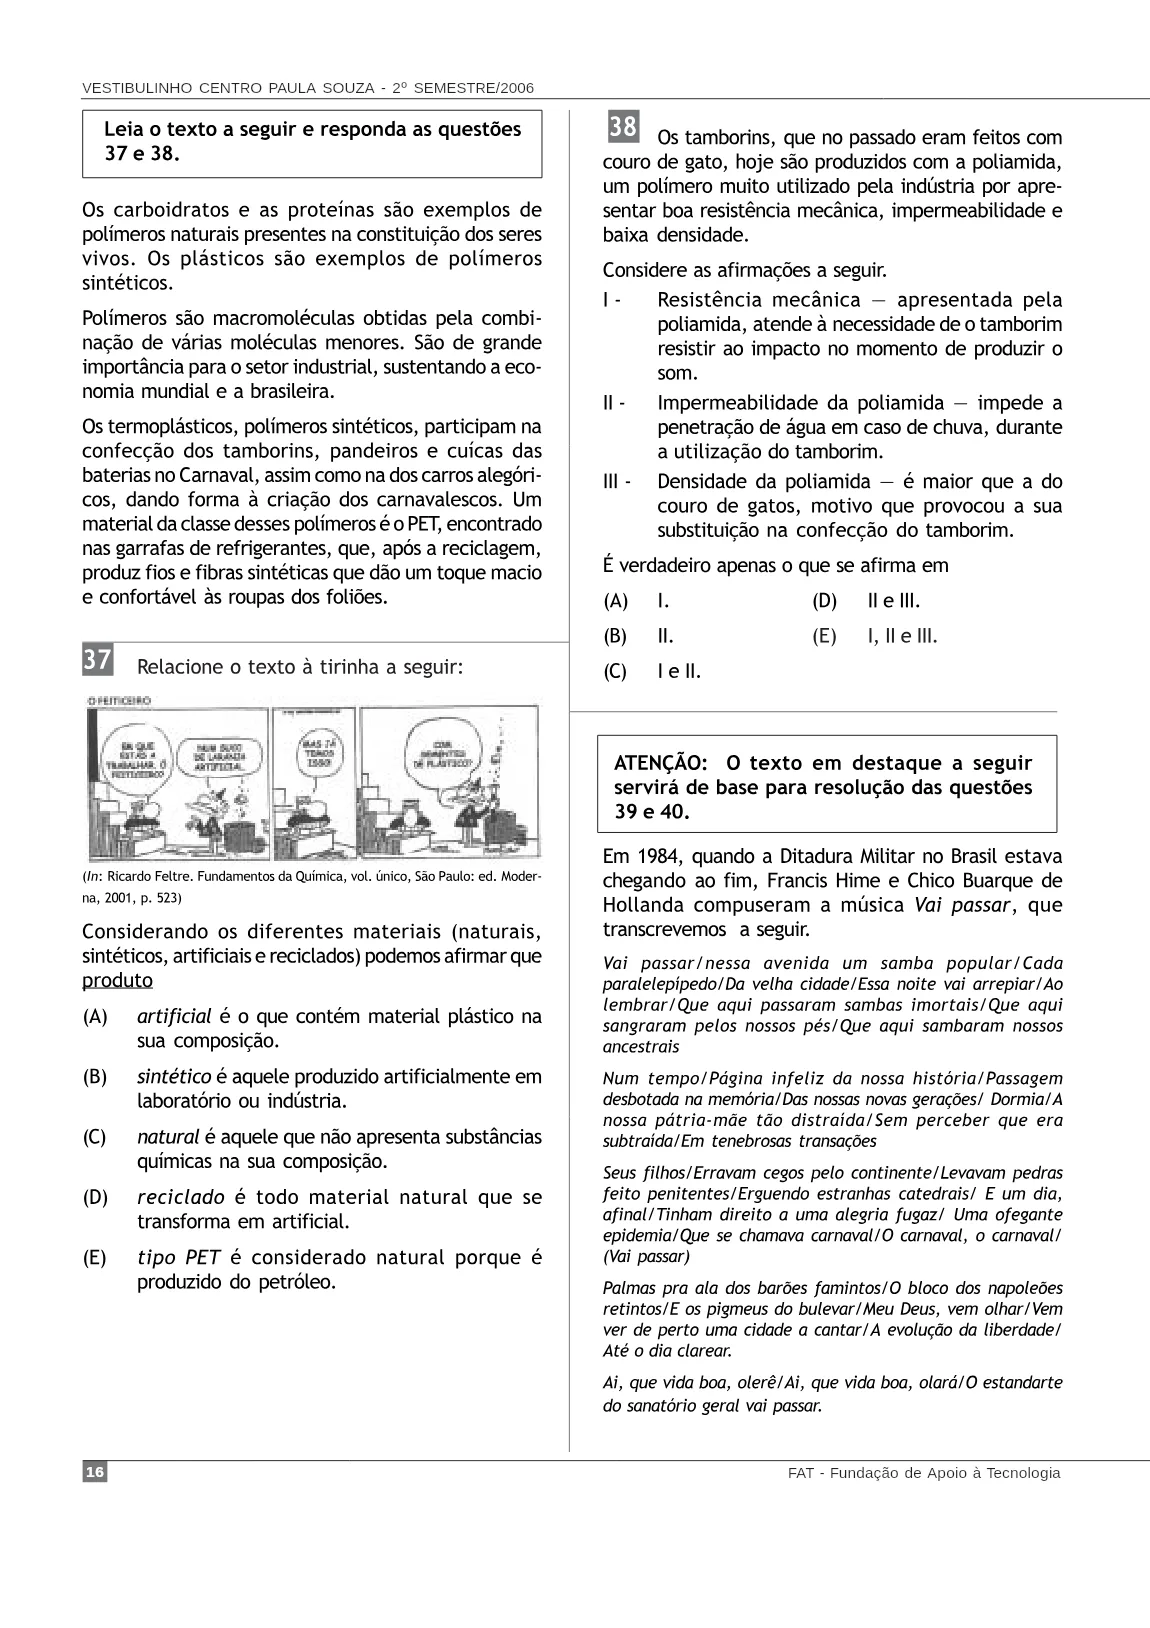 VESTIBULINHO CENTRO PAULA SOUZA - 2º SEMESTRE/2006
Leia o texto a seguir e responda as questões
37 e 38.
Os carboidratos e as proteínas são exemplos de
polímeros naturais presentes na constituição dos seres
vivos. Os plásticos são exemplos de polímeros
sintéticos.
Polímeros são macromoléculas obtidas pela combi-
nação de várias moléculas menores. São de grande
importância para o setor industrial, sustentando a eco-
nomia mundial e a brasileira.
Os termoplásticos, polímeros sintéticos, participam na
confecção dos tamborins, pandeiros e cuícas das
baterias no Carnaval, assim como na dos carros alegóri-
cos, dando forma à criação dos carnavalescos. Um
material da classe desses polímeros é o PET, encontrado
nas garrafas de refrigerantes, que, após a reciclagem,
produz fios e fibras sintéticas que dão um toque macio
e confortável às roupas dos foliões.
37 Relacione o texto à tirinha a seguir:
O FEITICEIRO
EM QUE
ESTÁS A
TRABALHAR, Ó
FEITICEIRO?
NUM SUCO
DE LARANJA
ARTIFICIAL.
MAS JÁ
TEMOS
ISSO!
COM
SEMENTES
DE PLÁSTICO?
(In: Ricardo Feltre. Fundamentos da Química, vol. único, São Paulo: ed. Moder-
na, 2001, p. 523)
Considerando os diferentes materiais (naturais,
sintéticos, artificiais e reciclados) podemos afirmar que
produto
(A) artificial é o que contém material plástico na
sua composição.
(B) sintético é aquele produzido artificialmente em
laboratório ou indústria.
(C) natural é aquele que não apresenta substâncias
químicas na sua composição.
(D) reciclado é todo material natural que se
transforma em artificial.
(E) tipo PET é considerado natural porque é
produzido do petróleo.
38 Os tamborins, que no passado eram feitos com
couro de gato, hoje são produzidos com a poliamida,
um polímero muito utilizado pela indústria por apre-
sentar boa resistência mecânica, impermeabilidade e
baixa densidade.
Considere as afirmações a seguir.
I - Resistência mecânica — apresentada pela
poliamida, atende à necessidade de o tamborim
resistir ao impacto no momento de produzir o
som.
II - Impermeabilidade da poliamida — impede a
penetração de água em caso de chuva, durante
a utilização do tamborim.
III - Densidade da poliamida — é maior que a do
couro de gatos, motivo que provocou a sua
substituição na confecção do tamborim.
É verdadeiro apenas o que se afirma em
(A) I. (D) II e III.
(B) II. (E) I, II e III.
(C) I e II.
ATENÇÃO: O texto em destaque a seguir
servirá de base para resolução das questões
39 e 40.
Em 1984, quando a Ditadura Militar no Brasil estava
chegando ao fim, Francis Hime e Chico Buarque de
Hollanda compuseram a música Vai passar, que
transcrevemos a seguir.
Vai passar/nessa avenida um samba popular/Cada
paralelepípedo/Da velha cidade/Essa noite vai arrepiar/Ao
lembrar/Que aqui passaram sambas imortais/Que aqui
sangraram pelos nossos pés/Que aqui sambaram nossos
ancestrais
Num tempo/Página infeliz da nossa história/Passagem
desbotada na memória/Das nossas novas gerações/ Dormia/A
nossa pátria-mãe tão distraída/Sem perceber que era
subtraída/Em tenebrosas transações
Seus filhos/Erravam cegos pelo continente/Levavam pedras
feito penitentes/Erguendo estranhas catedrais/ E um dia,
afinal/Tinham direito a uma alegria fugaz/ Uma ofegante
epidemia/Que se chamava carnaval/O carnaval, o carnaval/
(Vai passar)
Palmas pra ala dos barões famintos/O bloco dos napoleões
retintos/E os pigmeus do bulevar/Meu Deus, vem olhar/Vem
ver de perto uma cidade a cantar/A evolução da liberdade/
Até o dia clarear.
Ai, que vida boa, olerê/Ai, que vida boa, olará/O estandarte
do sanatório geral vai passar.
16
FAT - Fundação de Apoio à Tecnologia